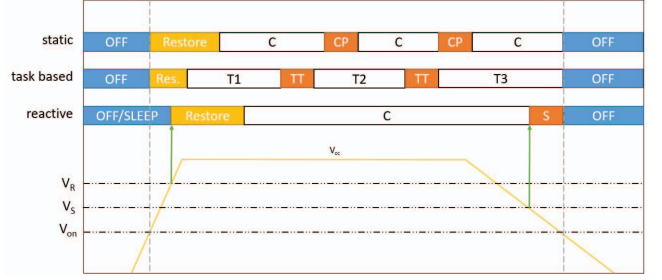 static OFF Restore C CP C CP C OFF
task based OFF Res. T1 TT T2 TT T3 OFF
reactive OFF/SLEEP Restore C S OFF
Vcc
VR
VS
Von